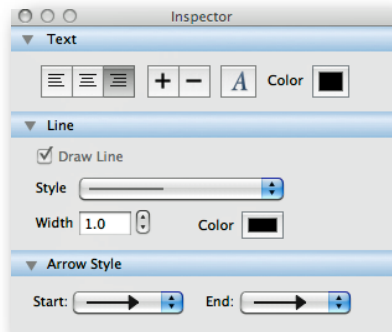 Inspector
Text
A Color
Line
Draw Line
Style
Width 1.0 Color
Arrow Style
Start: End: